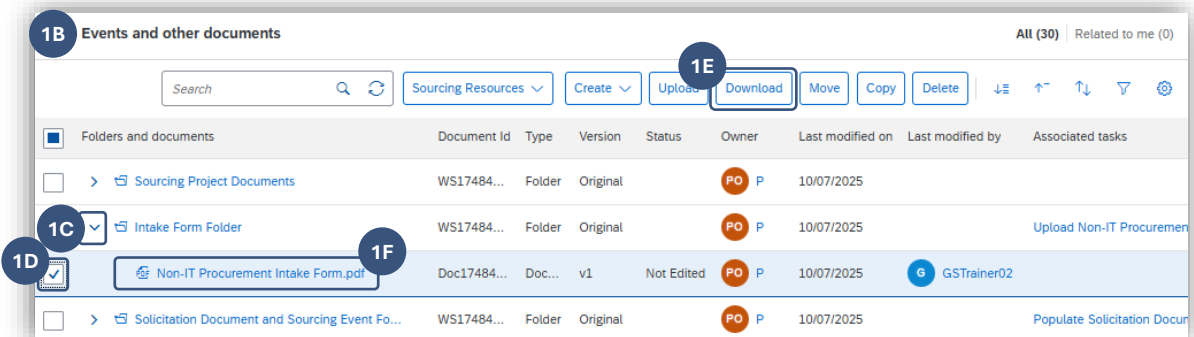 1B Events and other documents All (30) Related to me (0)
1E
Search Sourcing Resources Create Upload Download Move Copy Delete
Folders and documents Document Id Type Version Status Owner Last modified on Last modified by Associated tasks
Sourcing Project Documents WS17484... Folder Original PO P 10/07/2025
1C Intake Form Folder WS17484... Folder Original PO P 10/07/2025 Upload Non-IT Procuremen
1D 1F
Non-IT Procurement Intake Form.pdf Doc17484... Doc... v1 Not Edited PO P 10/07/2025 G GSTrainer02
Solicitation Document and Sourcing Event Fo... WS17484... Folder Original PO P 10/07/2025 Populate Solicitation Docum